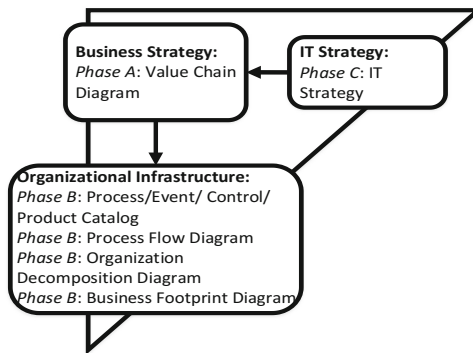 Business Strategy:
Phase A: Value Chain
Diagram
IT Strategy:
Phase C: IT
Strategy
Organizational Infrastructure:
Phase B: Process/Event/ Control/
Product Catalog
Phase B: Process Flow Diagram
Phase B: Organization
Decomposition Diagram
Phase B: Business Footprint Diagram